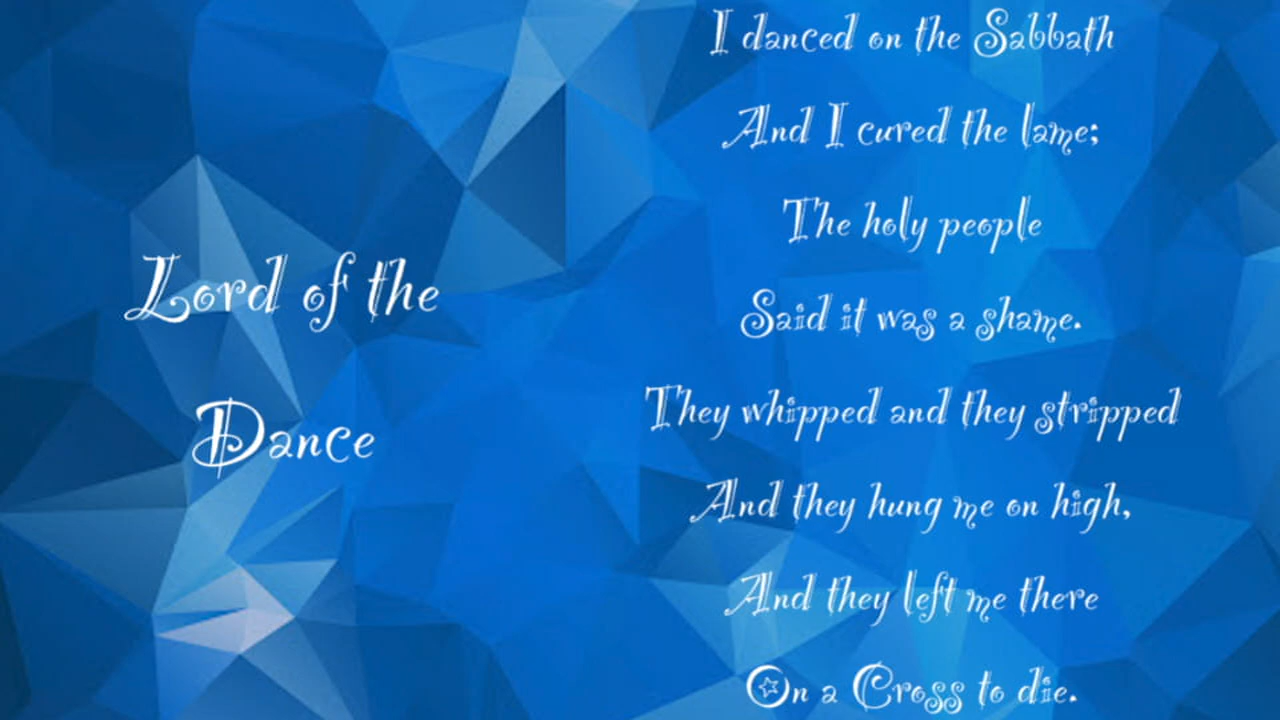 Lord of the
Dance
I danced on the Sabbath
And I cured the lame;
The holy people
Said it was a shame.
They whipped and they stripped
And they hung me on high,
And they left me there
On a Cross to die.